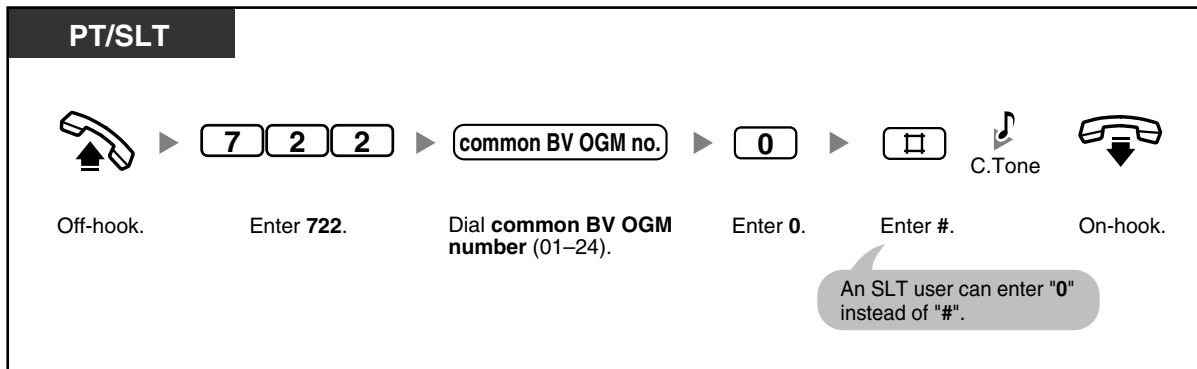 PT/SLT
7 2 2
common BV OGM no.
0
#
C.Tone
Off-hook.
Enter 722.
Dial common BV OGM
number (01–24).
Enter 0.
Enter #.
On-hook.
An SLT user can enter "0"
instead of "#".